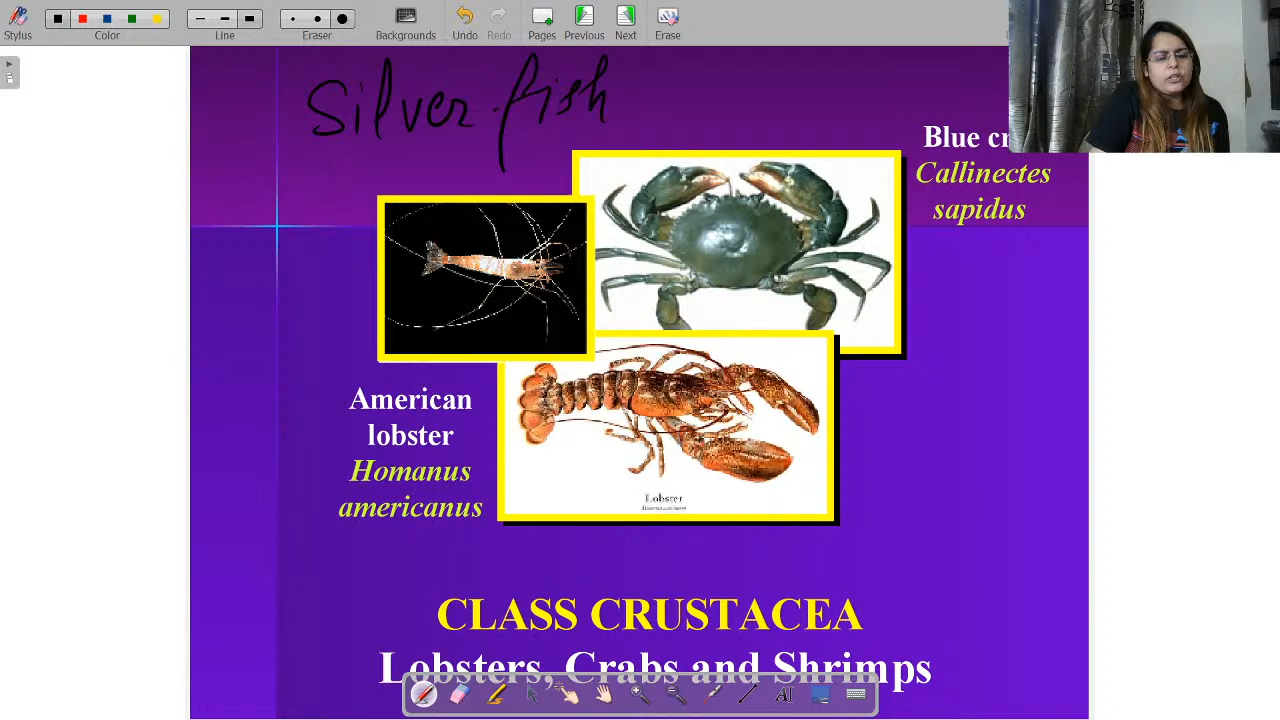 Stylus
Color
Line
Eraser
Backgrounds
Undo
Redo
Pages
Previous
Next
Erase
Silver fish
Blue
Callinectes
sapidus
American
lobster
Homanus
americanus
Lobster
CLASS CRUSTACEA
Lobsters, Crabs and Shrimps